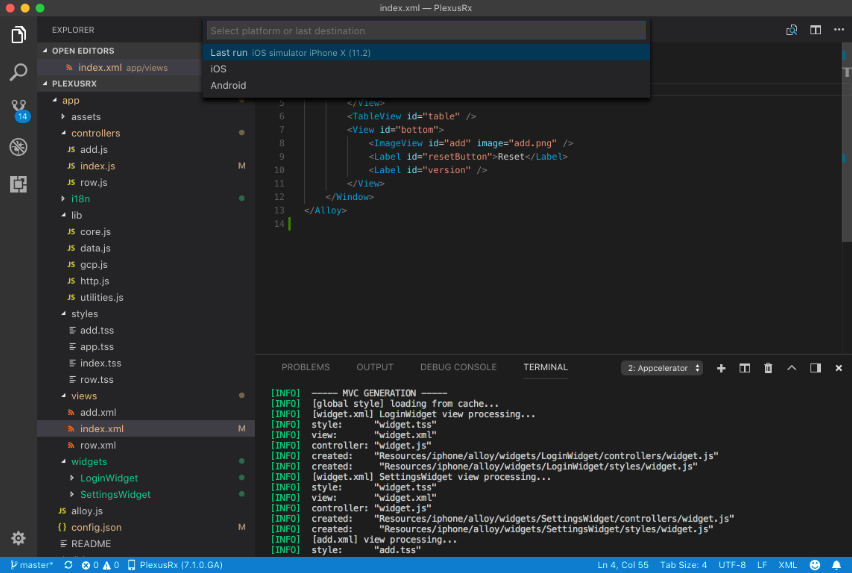 index.xml — PlexusRx
EXPLORER
OPEN EDITORS
index.xml app/views
PLEXUSRX
app
assets
controllers
add.js
index.js M
row.js
i18n
lib
core.js
data.js
gcp.js
http.js
utilities.js
styles
add.tss
app.tss
index.tss
row.tss
views
add.xml
index.xml M
row.xml
widgets
LoginWidget
SettingsWidget
alloy.js
{ } config.json M
README
14
Select platform or last destination
Last run iOS simulator iPhone X (11.2)
iOS
Android
5 </View>
6 <TableView id="table" />
7 <View id="bottom">
8 <ImageView id="add" image="add.png" />
9 <Label id="resetButton">Reset</Label>
10 <Label id="version" />
11 </View>
12 </Window>
13 </Alloy>
14
PROBLEMS OUTPUT DEBUG CONSOLE TERMINAL 2: Appcelerator
[INFO] ----- MVC GENERATION -----
[INFO] [global style] loading from cache...
[INFO] [widget.xml] LoginWidget view processing...
[INFO] style: "widget.tss"
[INFO] view: "widget.xml"
[INFO] controller: "widget.js"
[INFO] created: "Resources/iphone/alloy/widgets/LoginWidget/controllers/widget.js"
[INFO] created: "Resources/iphone/alloy/widgets/LoginWidget/styles/widget.js"
[INFO] [widget.xml] SettingsWidget view processing...
[INFO] style: "widget.tss"
[INFO] view: "widget.xml"
[INFO] controller: "widget.js"
[INFO] created: "Resources/iphone/alloy/widgets/SettingsWidget/controllers/widget.js"
[INFO] created: "Resources/iphone/alloy/widgets/SettingsWidget/styles/widget.js"
[INFO] [add.xml] view processing...
[INFO] style: "add.tss"
master* 0 0 PlexusRx (7.1.0.GA) Ln 4, Col 55 Tab Size: 4 UTF-8 LF XML